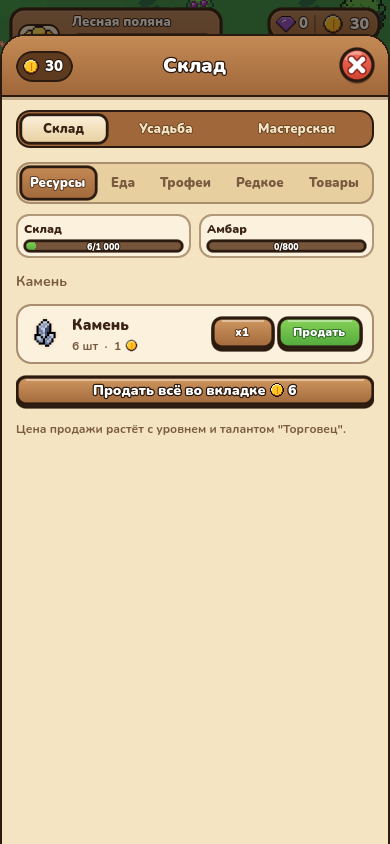 Лесная поляна
0
30
30
Склад
Склад
Усадьба
Мастерская
Ресурсы
Еда
Трофеи
Редкое
Товары
Склад
6/1 000
Амбар
0/800
Камень
Камень
6 шт · 1
x1
Продать
Продать всё во вкладке 6
Цена продажи растёт с уровнем и талантом "Торговец".